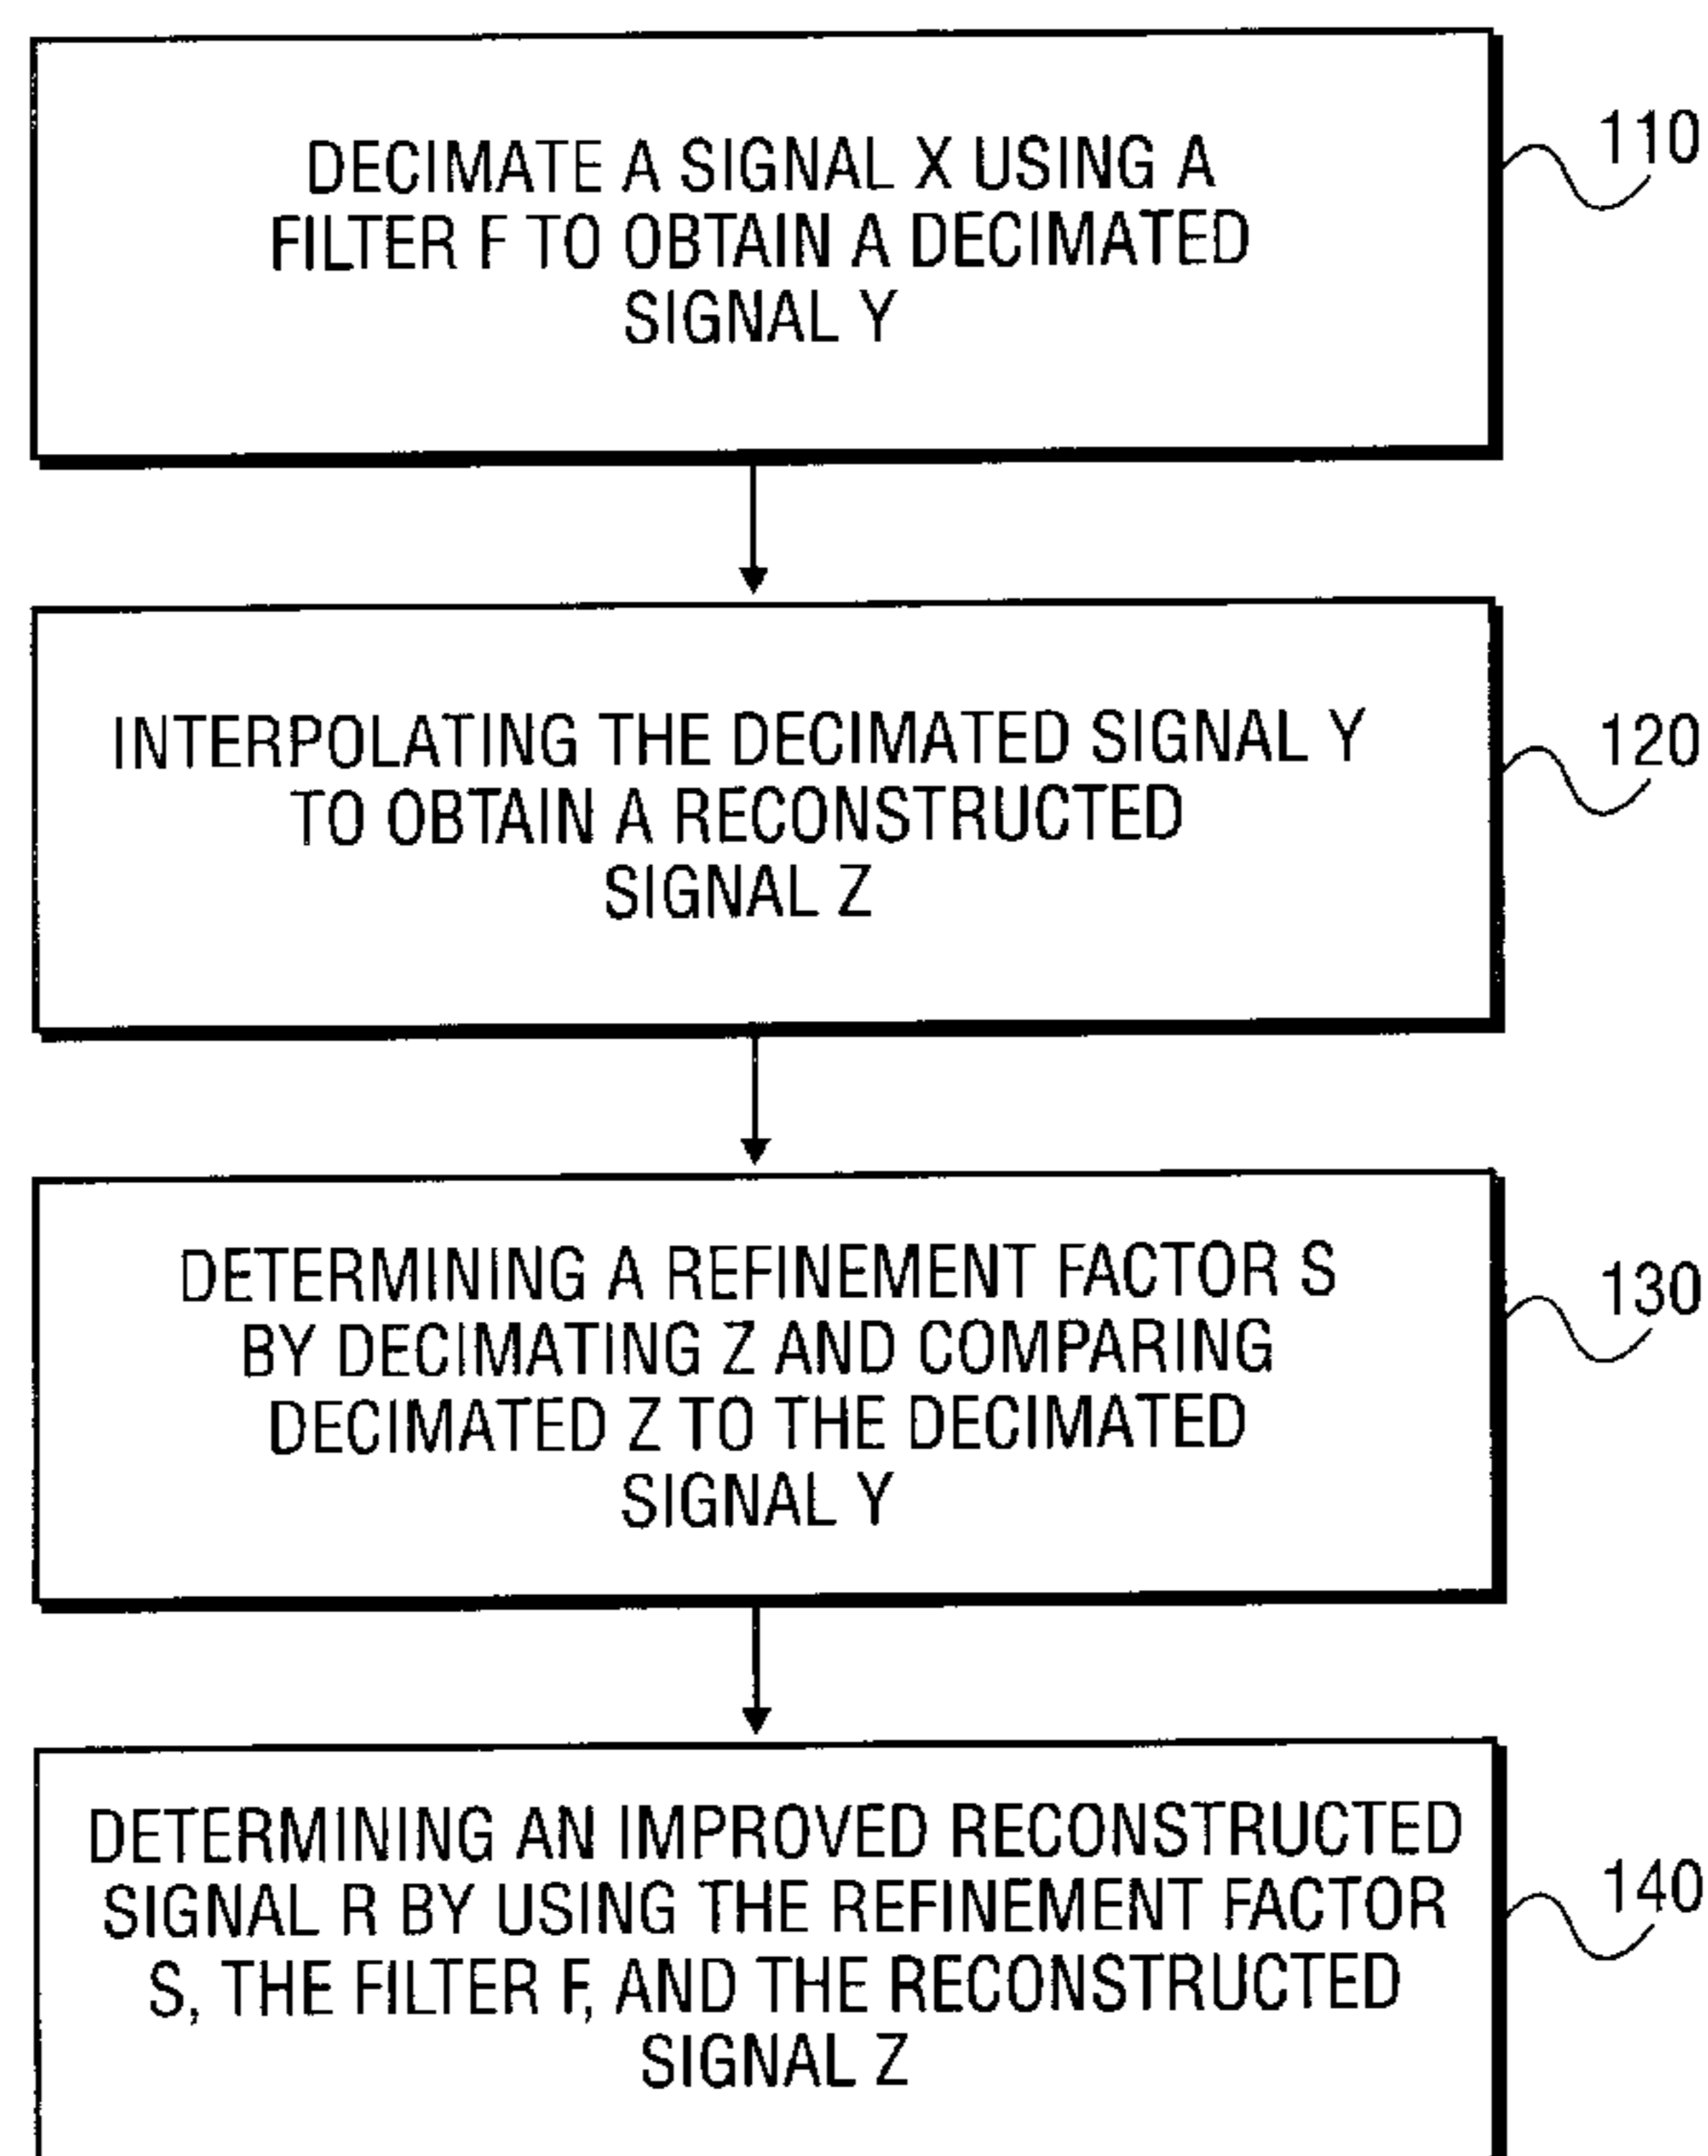 DECIMATE A SIGNAL X USING A
FILTER F TO OBTAIN A DECIMATED
SIGNAL Y
110
INTERPOLATING THE DECIMATED SIGNAL Y
TO OBTAIN A RECONSTRUCTED
SIGNAL Z
120
DETERMINING A REFINEMENT FACTOR S
BY DECIMATING Z AND COMPARING
DECIMATED Z TO THE DECIMATED
SIGNAL Y
130
DETERMINING AN IMPROVED RECONSTRUCTED
SIGNAL R BY USING THE REFINEMENT FACTOR
S, THE FILTER F, AND THE RECONSTRUCTED
SIGNAL Z
140